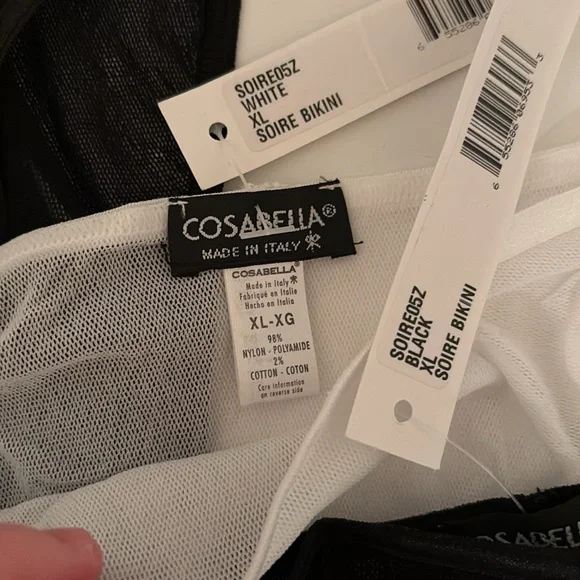 SOIRE05Z
WHITE
XL
SOIRE BIKINI
COSABELLA®
MADE IN ITALY
COSABELLA
Made in Italy
Fabriqué en Italie
Hecho en Italia
XL-XG
98%
NYLON - POLYAMIDE
2%
COTTON - COTON
Care information
on reverse side
SOIRE05Z
BLACK
XL
SOIRE BIKINI
COSABELL